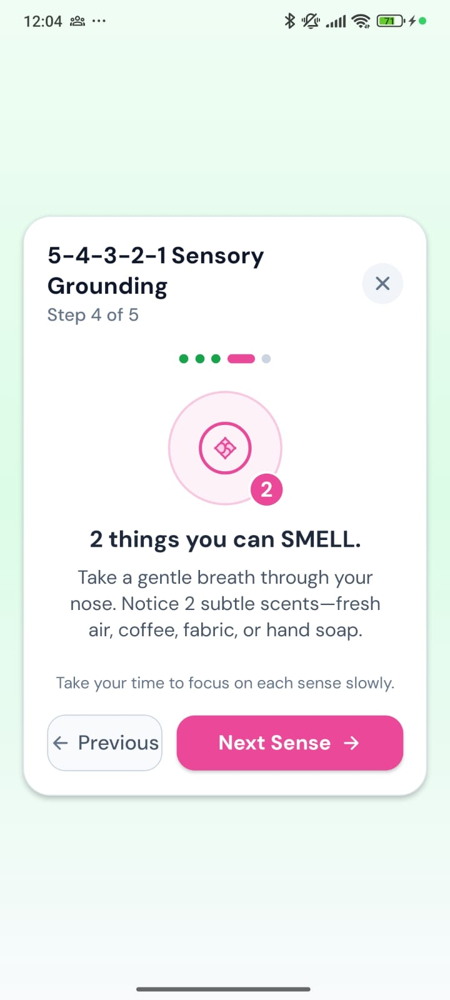 12:04
71
5-4-3-2-1 Sensory
Grounding
Step 4 of 5
2
2 things you can SMELL.
Take a gentle breath through your
nose. Notice 2 subtle scents—fresh
air, coffee, fabric, or hand soap.
Take your time to focus on each sense slowly.
← Previous
Next Sense →